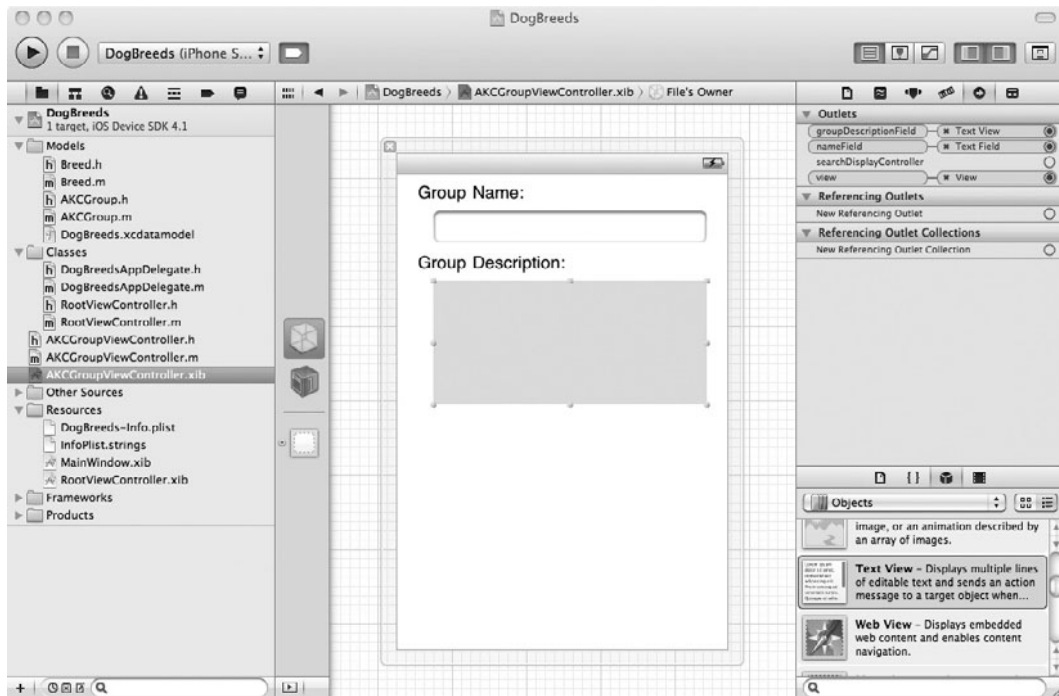 DogBreeds
DogBreeds (iPhone S...
DogBreeds
AKCGroupViewController.xib
File's Owner
DogBreeds
1 target, iOS Device SDK 4.1
Models
h Breed.h
m Breed.m
h AKCGroup.h
m AKCGroup.m
DogBreeds.xcdatamodel
Classes
h DogBreedsAppDelegate.h
m DogBreedsAppDelegate.m
h RootViewController.h
m RootViewController.m
h AKCGroupViewController.h
m AKCGroupViewController.m
AKCGroupViewController.xib
Other Sources
Resources
DogBreeds-Info.plist
InfoPlist.strings
MainWindow.xib
RootViewController.xib
Frameworks
Products
Group Name:
Group Description:
Outlets
groupDescriptionField Text View
nameField Text Field
searchDisplayController
view View
Referencing Outlets
New Referencing Outlet
Referencing Outlet Collections
New Referencing Outlet Collection
{ }
Objects
image, or an animation described by
an array of images.
Text View – Displays multiple lines
of editable text and sends an action
message to a target object when...
Web View – Displays embedded
web content and enables content
navigation.